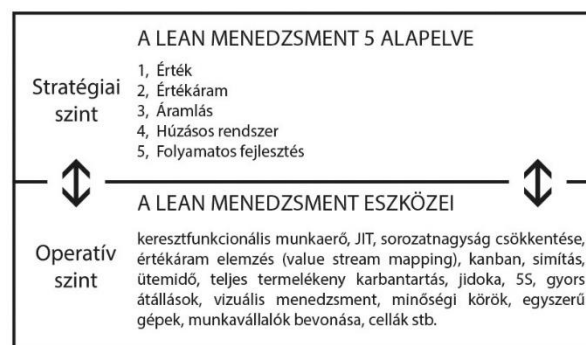 A LEAN MENEDZSMENT 5 ALAPELVE
Stratégiai
szint
1, Érték
2, Értékáram
3, Áramlás
4, Húzásos rendszer
5, Folyamatos fejlesztés
A LEAN MENEDZSMENT ESZKÖZEI
Operatív
szint
keresztfunkcionális munkaerő, JIT, sorozatnagyság csökkentése,
értékáram elemzés (value stream mapping), kanban, simítás,
ütemidő, teljes termelékeny karbantartás, jidoka, 5S, gyors
átállások, vizuális menedzsment, minőségi körök, egyszerű
gépek, munkavállalók bevonása, cellák stb.